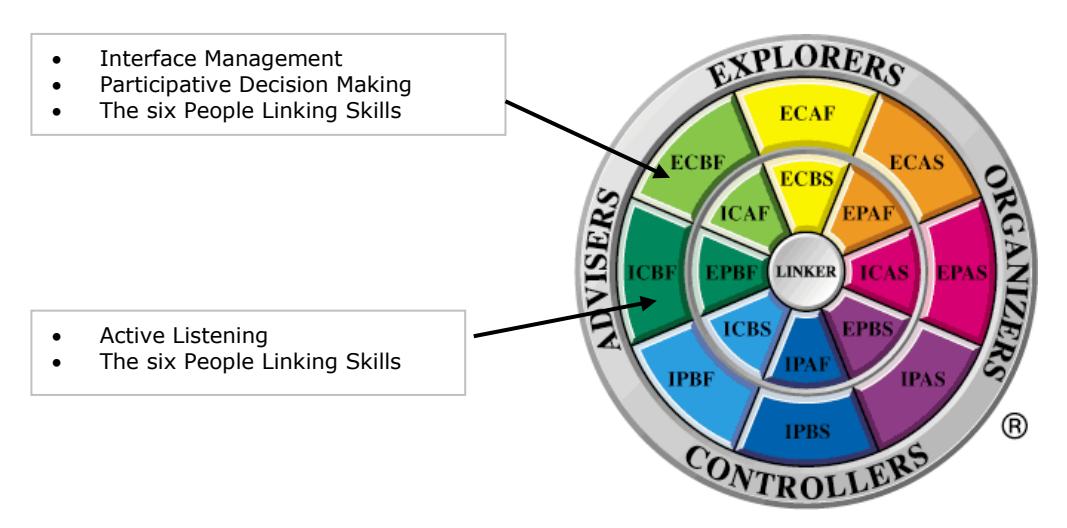 • Interface Management
• Participative Decision Making
• The six People Linking Skills
• Active Listening
• The six People Linking Skills
EXPLORERS
ORGANIZERS
CONTROLLERS
ADVISERS
ECAF
ECBF
ECAS
ECBS
ICAF
EPAF
ICBF
EPBF
LINKER
ICAS
EPAS
ICBS
EPBS
IPAF
IPBF
IPAS
IPBS
®